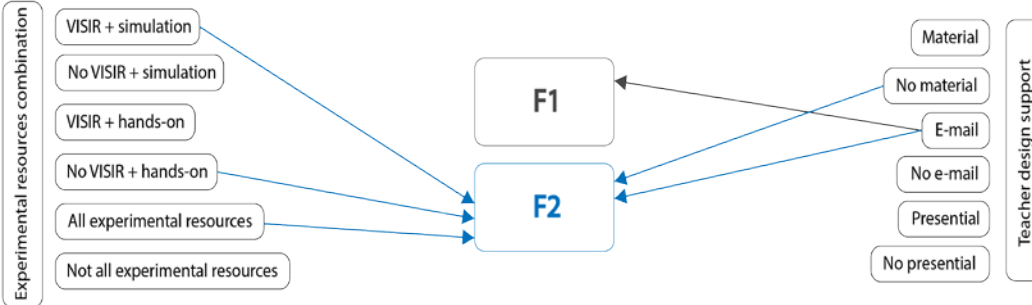 Experimental resources combination
VISIR + simulation
No VISIR + simulation
VISIR + hands-on
No VISIR + hands-on
All experimental resources
Not all experimental resources
F1
F2
Material
No material
E-mail
No e-mail
Presential
No presential
Teacher design support